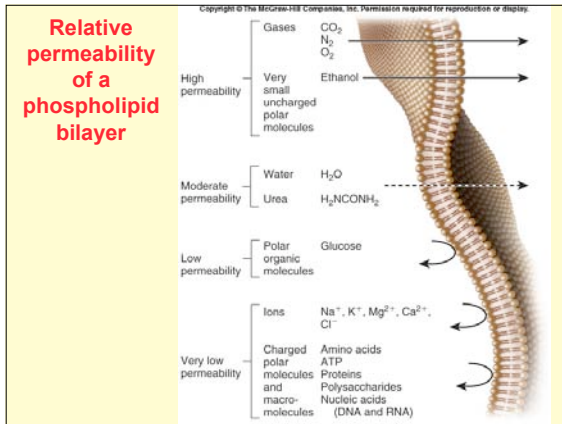 Copyright © The McGraw-Hill Companies, Inc. Permission required for reproduction or display.
Relative
permeability
of a
phospholipid
bilayer
High
permeability
Gases
CO2
N2
O2
Very
small
uncharged
polar
molecules
Ethanol
Moderate
permeability
Water
H2O
Urea
H2NCONH2
Low
permeability
Polar
organic
molecules
Glucose
Very low
permeability
Ions
Na+, K+, Mg2+, Ca2+,
Cl−
Charged
polar
molecules
and
macro-
molecules
Amino acids
ATP
Proteins
Polysaccharides
Nucleic acids
(DNA and RNA)